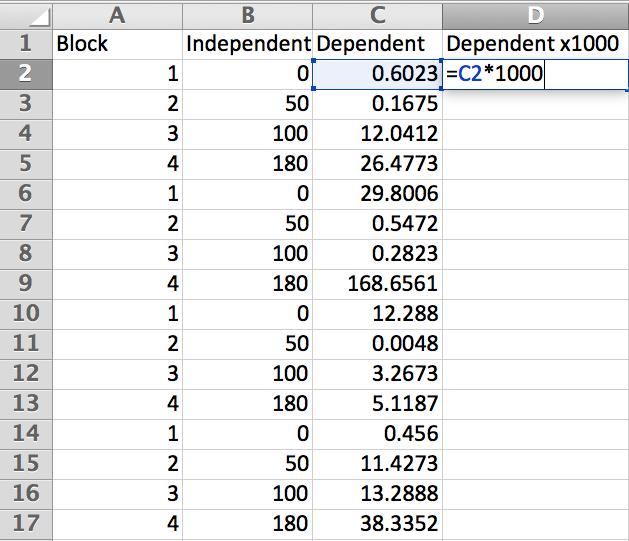 A B C D
1 Block Independent Dependent Dependent x1000
2 1 0 0.6023 =C2*1000
3 2 50 0.1675
4 3 100 12.0412
5 4 180 26.4773
6 1 0 29.8006
7 2 50 0.5472
8 3 100 0.2823
9 4 180 168.6561
10 1 0 12.288
11 2 50 0.0048
12 3 100 3.2673
13 4 180 5.1187
14 1 0 0.456
15 2 50 11.4273
16 3 100 13.2888
17 4 180 38.3352